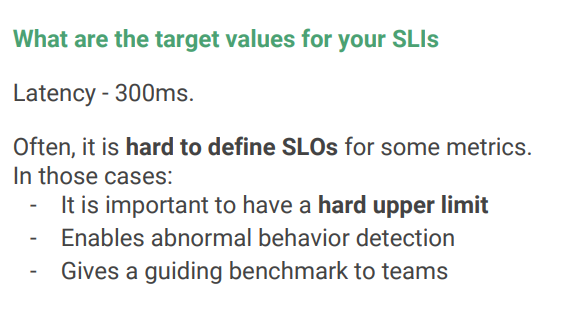 What are the target values for your SLIs
Latency - 300ms.
Often, it is hard to define SLOs for some metrics.
In those cases:
- It is important to have a hard upper limit
- Enables abnormal behavior detection
- Gives a guiding benchmark to teams